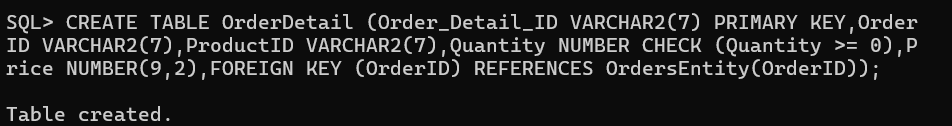 SQL> CREATE TABLE OrderDetail (Order_Detail_ID VARCHAR2(7) PRIMARY KEY,Order
ID VARCHAR2(7),ProductID VARCHAR2(7),Quantity NUMBER CHECK (Quantity >= 0),P
rice NUMBER(9,2),FOREIGN KEY (OrderID) REFERENCES OrdersEntity(OrderID));
Table created.